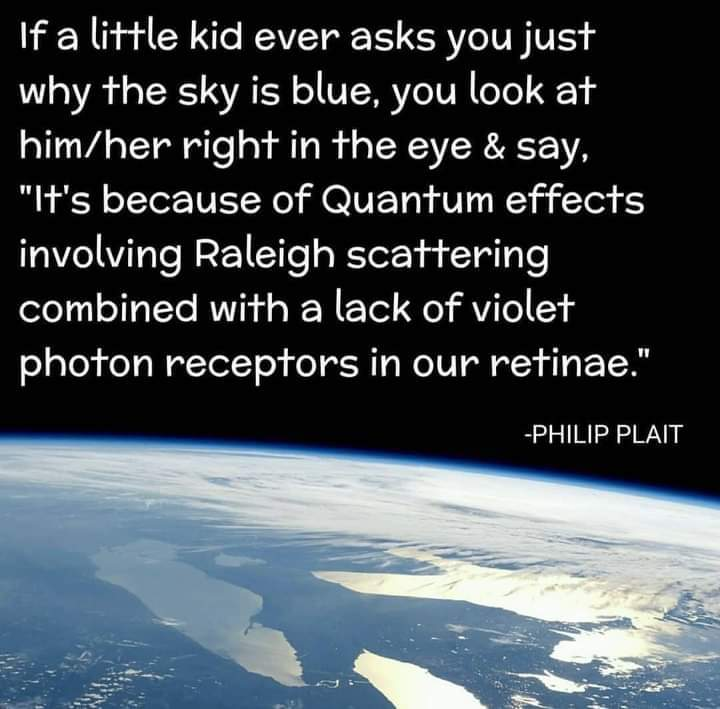 If a little kid ever asks you just
why the sky is blue, you look at
him/her right in the eye & say,
"It's because of Quantum effects
involving Raleigh scattering
combined with a lack of violet
photon receptors in our retinae."
-PHILIP PLAIT